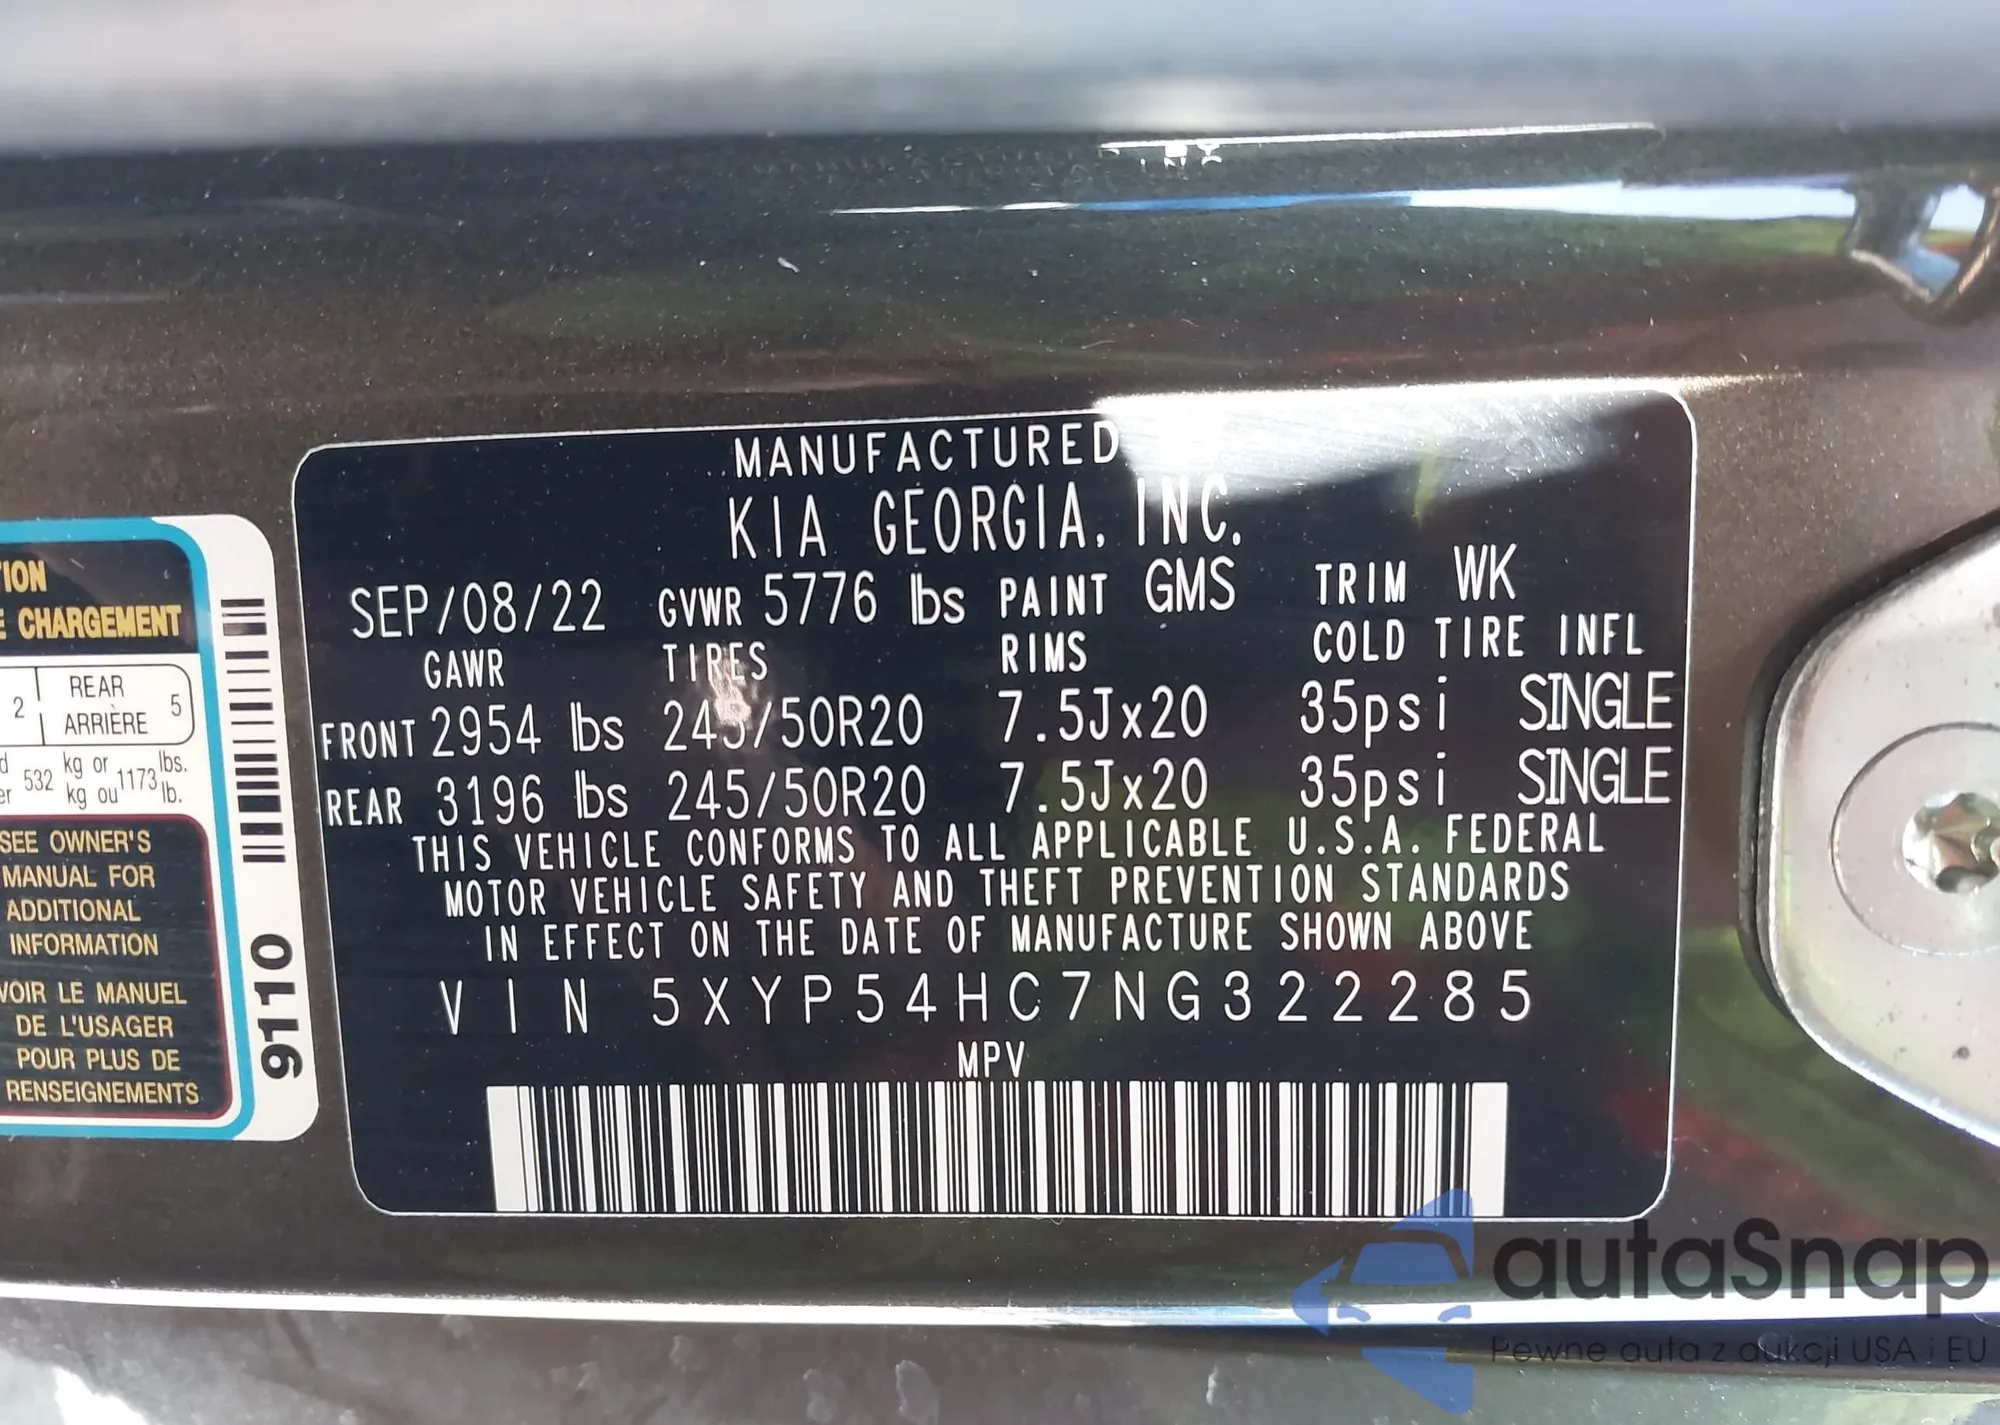 MANUFACTURED
KIA GEORGIA, INC.
SEP/08/22 GVWR 5776 lbs PAINT GMS TRIM WK
GAWR TIRES RIMS COLD TIRE INFL
FRONT 2954 lbs 245/50R20 7.5Jx20 35psi SINGLE
REAR 3196 lbs 245/50R20 7.5Jx20 35psi SINGLE
THIS VEHICLE CONFORMS TO ALL APPLICABLE U.S.A. FEDERAL
MOTOR VEHICLE SAFETY AND THEFT PREVENTION STANDARDS
IN EFFECT ON THE DATE OF MANUFACTURE SHOWN ABOVE
VIN 5XYP54HC7NG322285
MPV
CHARGEMENT
2 REAR 5
ARRIÈRE
532 kg or 1173 lbs.
kg ou lb.
SEE OWNER'S
MANUAL FOR
ADDITIONAL
INFORMATION
VOIR LE MANUEL
DE L'USAGER
POUR PLUS DE
RENSEIGNEMENTS
9110
autaSnap
Pewne auta z aukcji USA i EU